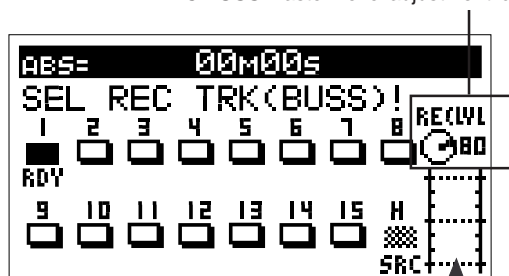 ABS= 00M00s
SEL REC TRK(BUSS)!
REC LVL
1 2 3 4 5 6 7 8
80
RDY
9 10 11 12 13 14 15 H
SRC